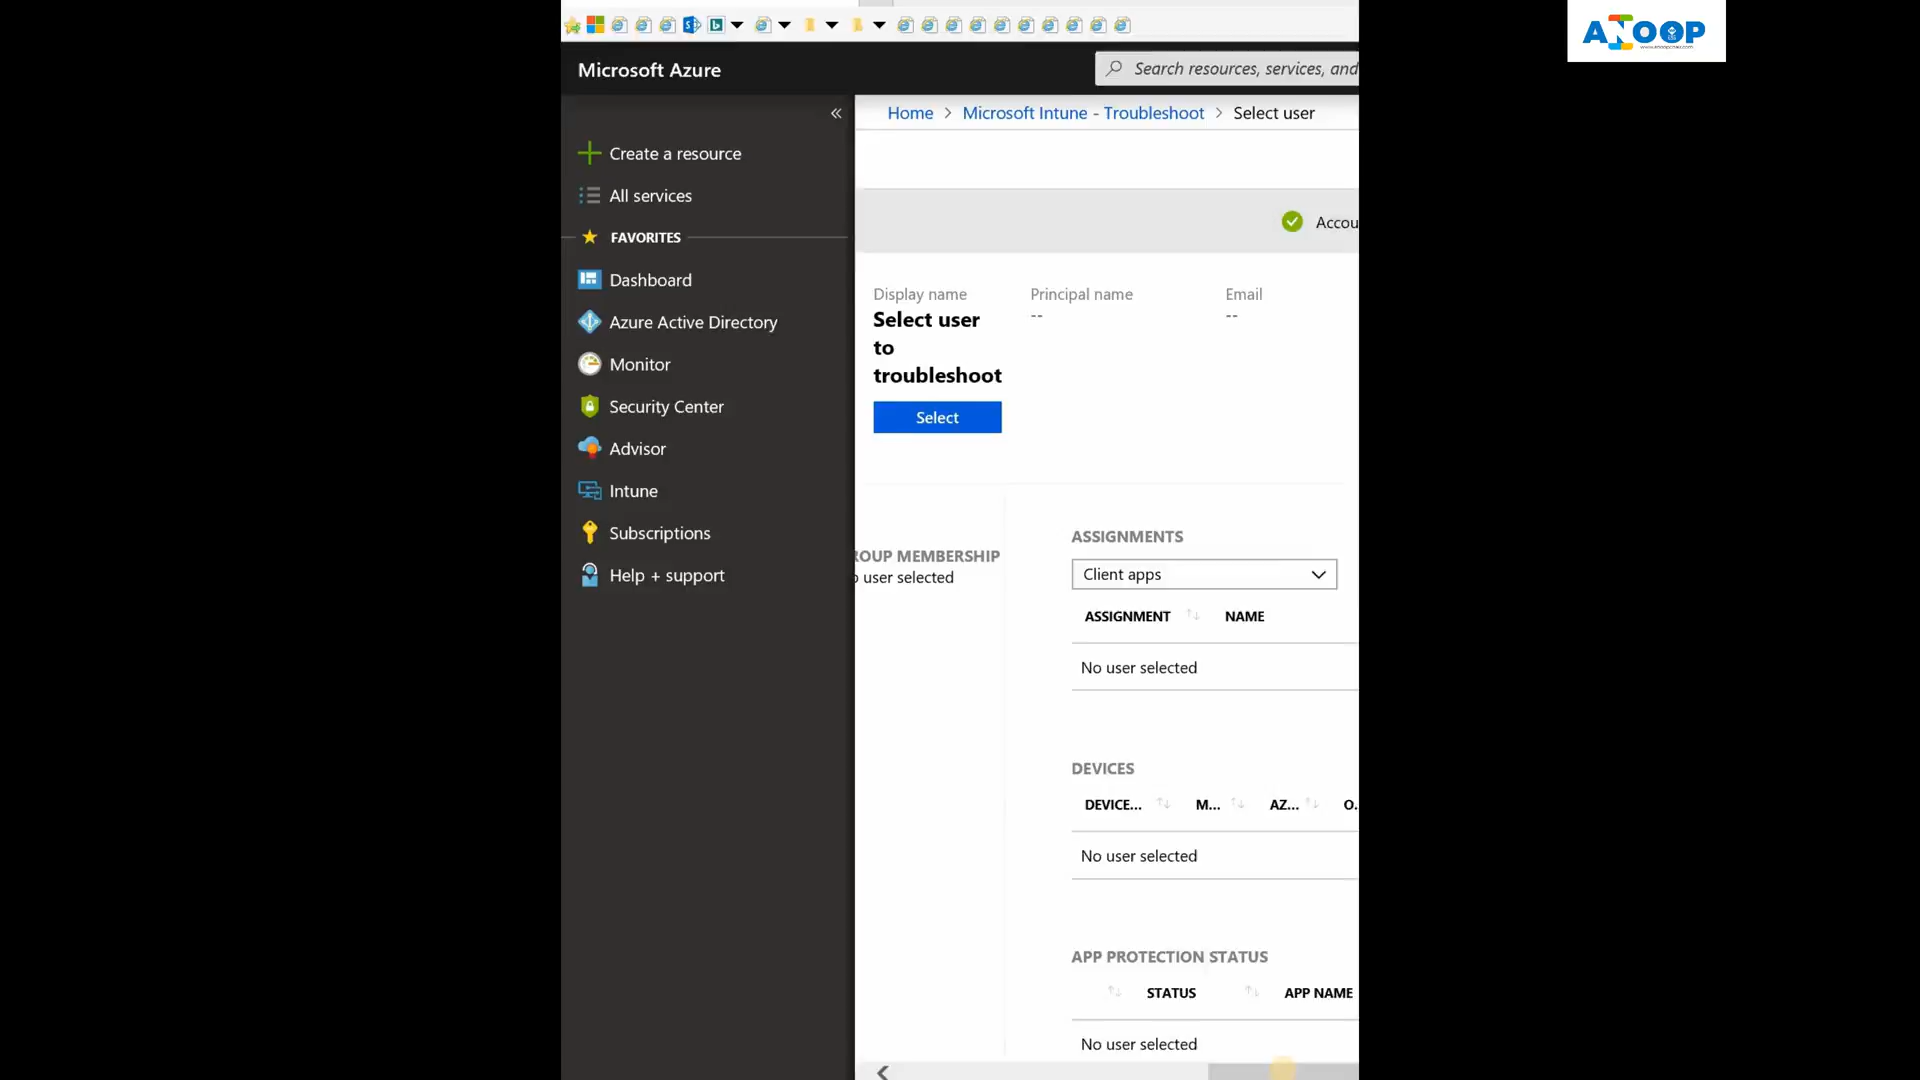 ANOOP
Microsoft Azure
Search resources, services, and
Home > Microsoft Intune - Troubleshoot > Select user
Create a resource
All services
FAVORITES
Dashboard
Azure Active Directory
Monitor
Security Center
Advisor
Intune
Subscriptions
Help + support
Accou
Display name
Principal name
Email
Select user
to
troubleshoot
--
--
Select
ROUP MEMBERSHIP
o user selected
ASSIGNMENTS
Client apps
ASSIGNMENT NAME
No user selected
DEVICES
DEVICE... M... AZ... O.
No user selected
APP PROTECTION STATUS
STATUS APP NAME
No user selected